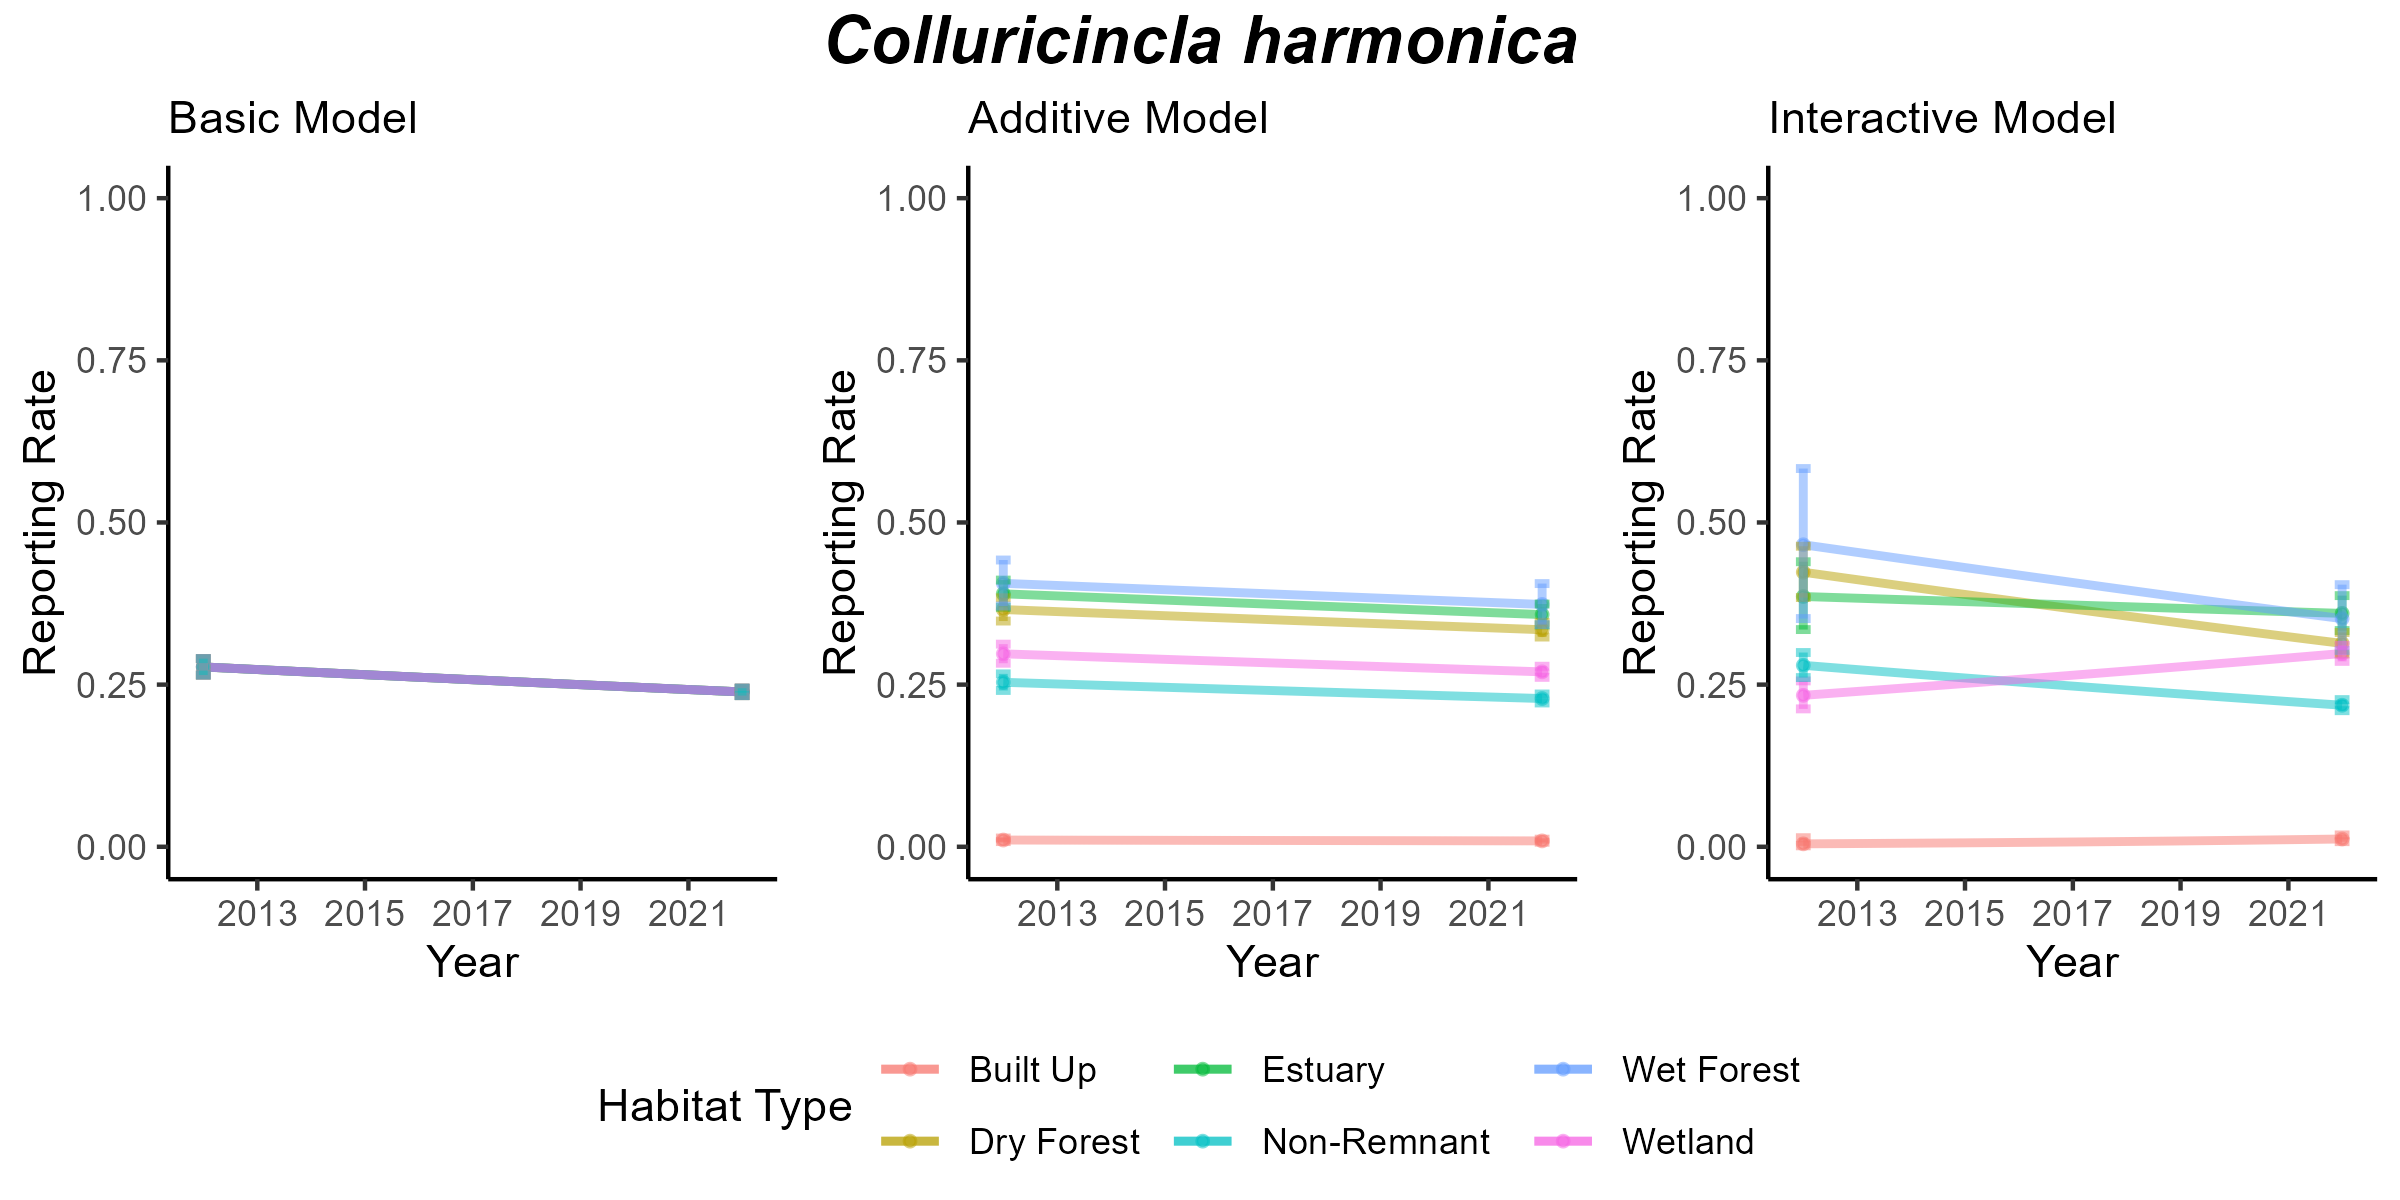 Colluricincla harmonica
Basic Model
Additive Model
Interactive Model
Reporting Rate
1.00
0.75
0.50
0.25
0.00
2013 2015 2017 2019 2021
Year
Reporting Rate
1.00
0.75
0.50
0.25
0.00
2013 2015 2017 2019 2021
Year
Reporting Rate
1.00
0.75
0.50
0.25
0.00
2013 2015 2017 2019 2021
Year
Habitat Type
Built Up
Estuary
Wet Forest
Dry Forest
Non-Remnant
Wetland